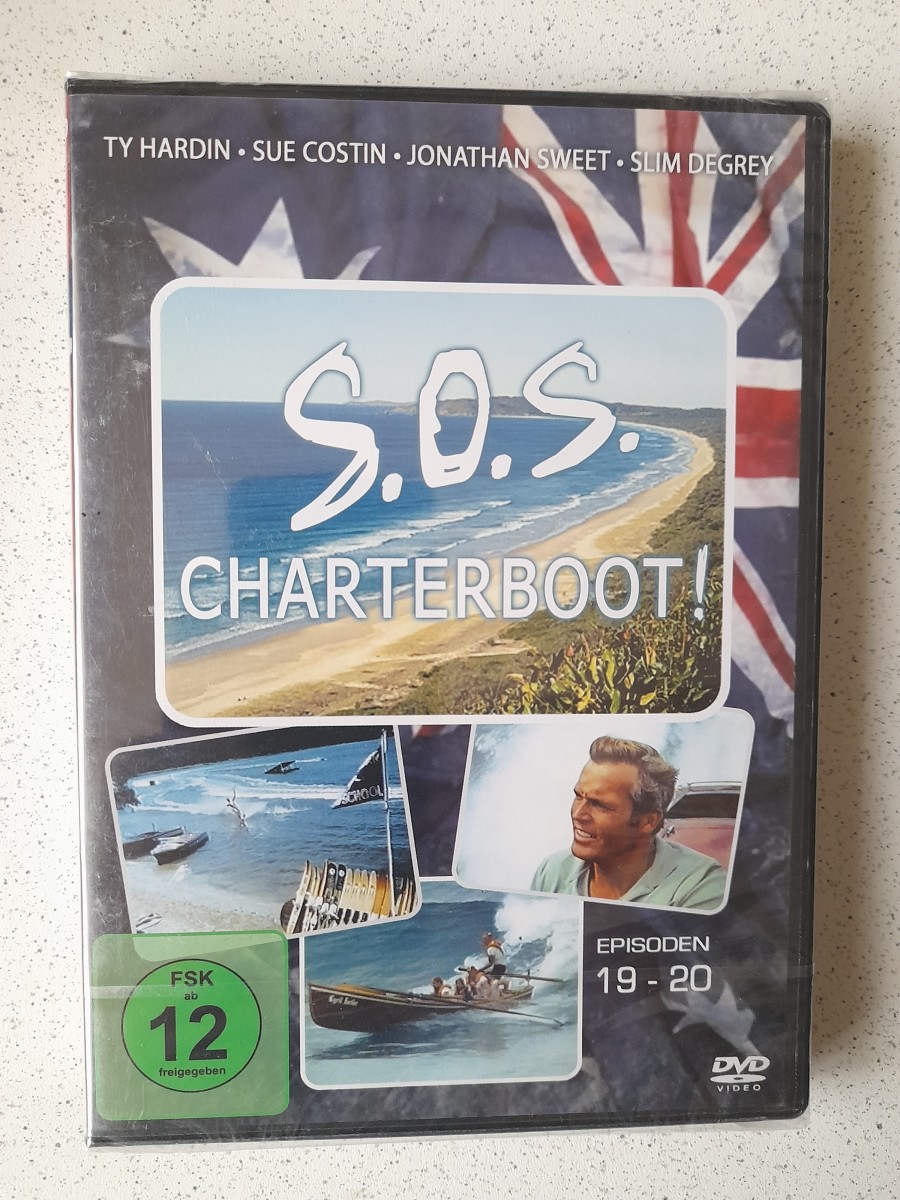 TY HARDIN • SUE COSTIN • JONATHAN SWEET • SLIM DEGREY
S.O.S.
CHARTERBOOT!
SCHOOL
EPISODEN
19 - 20
FSK
ab
12
freigegeben
DVD
VIDEO